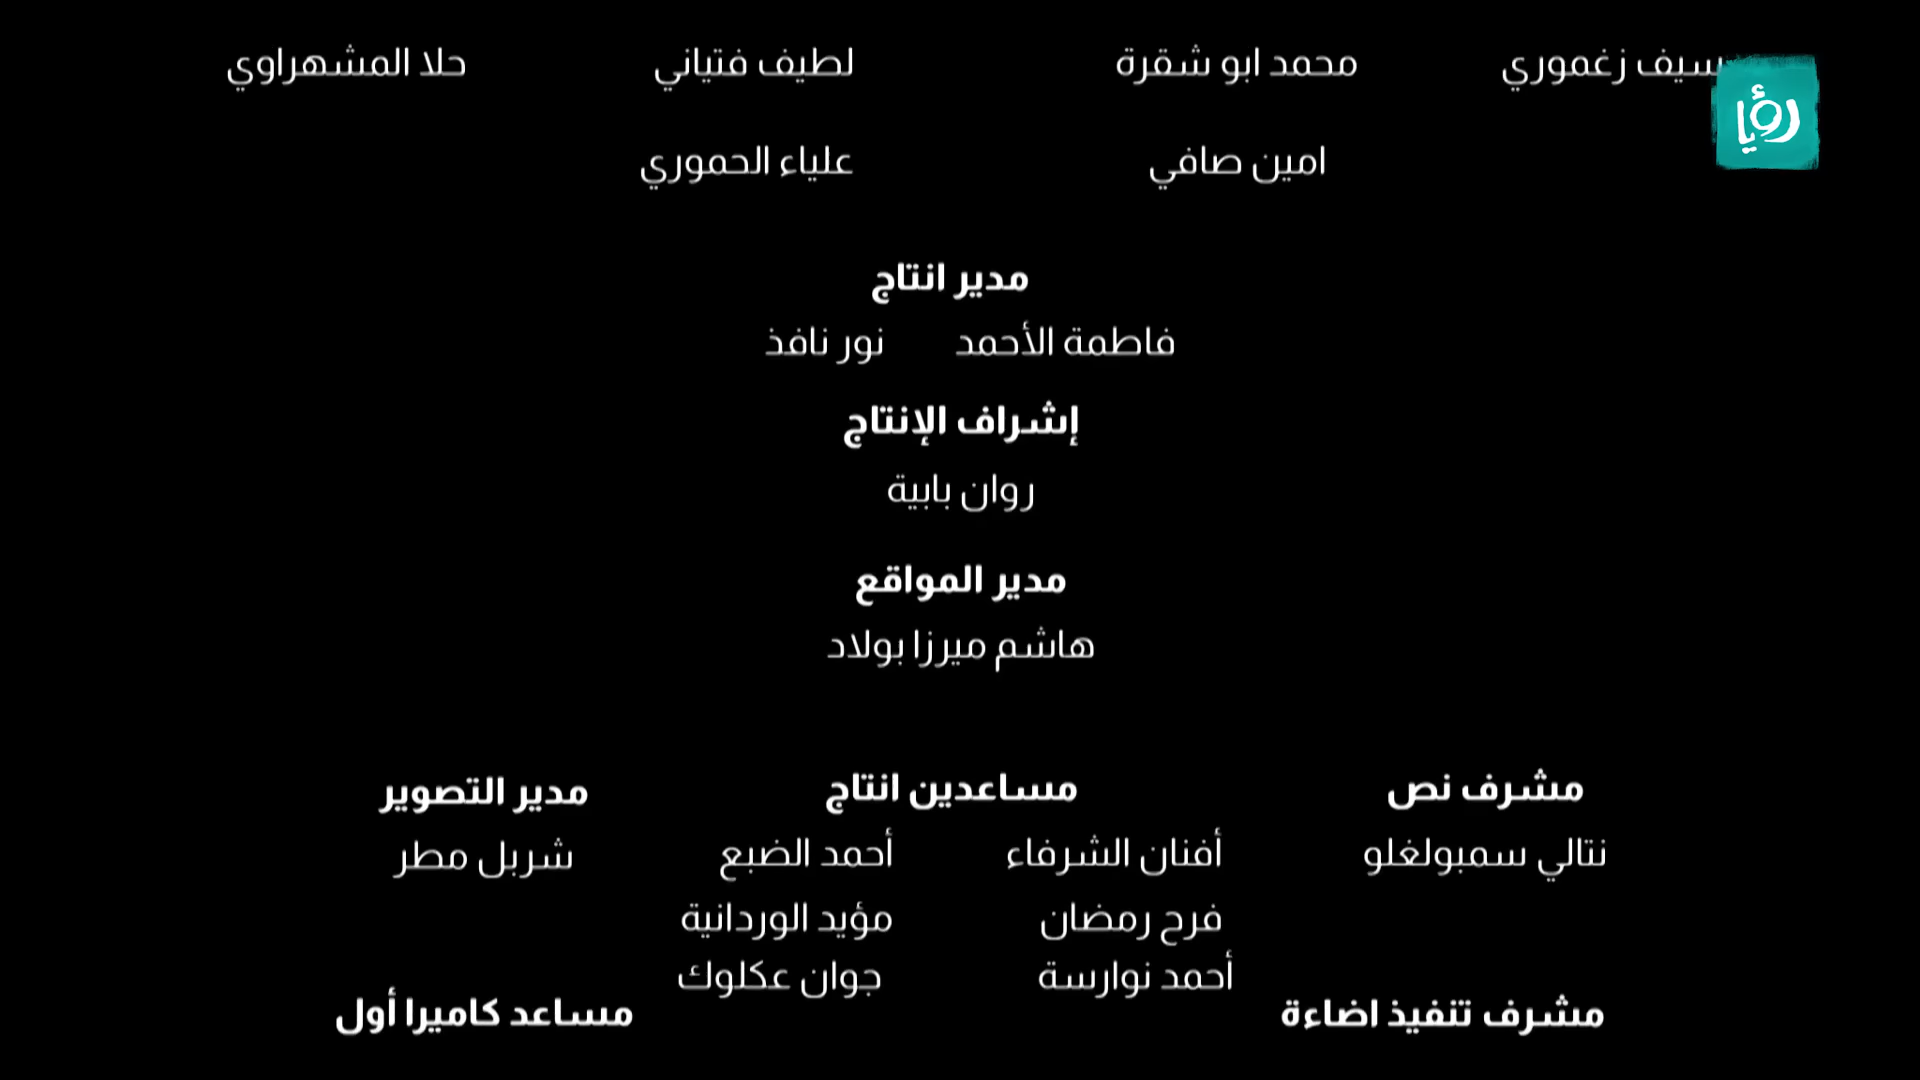 سيف زغموري محمد ابو شقرة لطيف فتياني حلا المشهراوي
رؤيا
امين صافي علياء الحموري
مدير انتاج
فاطمة الأحمد نور نافذ
إشراف الإنتاج
روان بابية
مدير المواقع
هاشم ميرزا بولاد
مشرف نص مساعدين انتاج مدير التصوير
نتالي سمبولغلو أفنان الشرفاء أحمد الضبع شربل مطر
فرح رمضان مؤيد الوردانية
أحمد نوارسة جوان عكلوك
مشرف تنفيذ اضاءة مساعد كاميرا أول